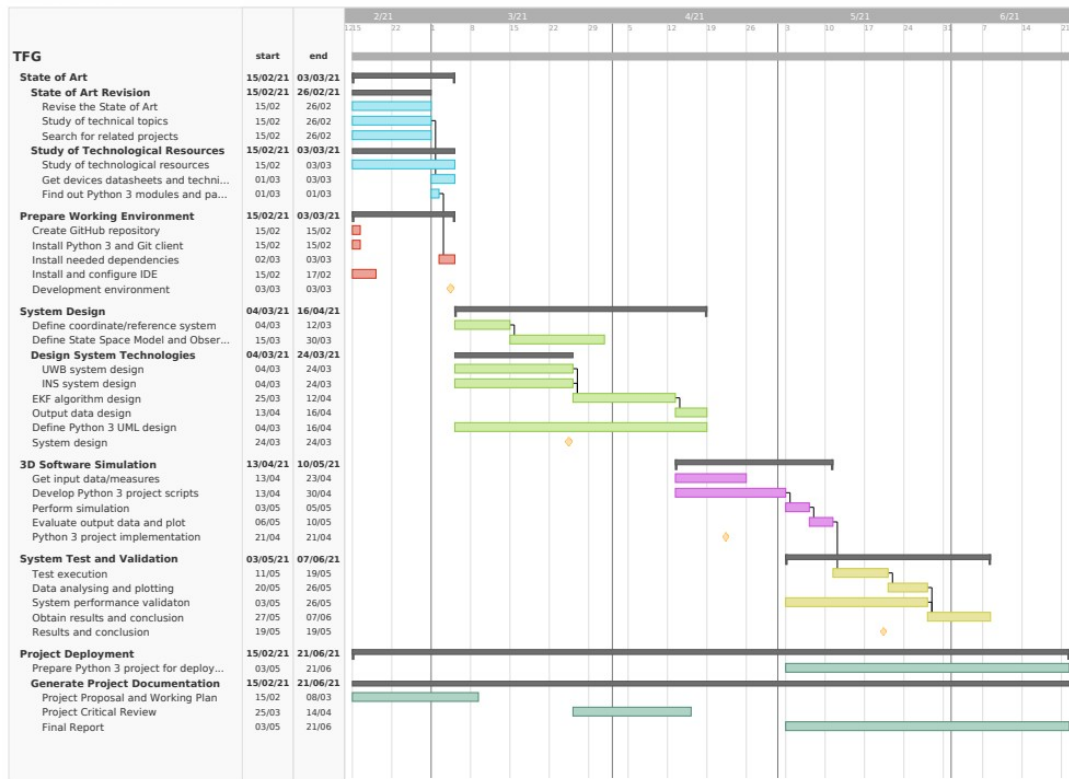 2/21 3/21 4/21 5/21 6/21
12 15 22 1 8 15 22 29 5 12 19 26 3 10 17 24 31 7 14 21
TFG start end
State of Art 15/02/21 03/03/21
State of Art Revision 15/02/21 26/02/21
Revise the State of Art 15/02 26/02
Study of technical topics 15/02 26/02
Search for related projects 15/02 26/02
Study of Technological Resources 15/02/21 03/03/21
Study of technological resources 15/02 03/03
Get devices datasheets and techni... 01/03 03/03
Find out Python 3 modules and pa... 01/03 01/03
Prepare Working Environment 15/02/21 03/03/21
Create GitHub repository 15/02 15/02
Install Python 3 and Git client 15/02 15/02
Install needed dependencies 02/03 03/03
Install and configure IDE 15/02 17/02
Development environment 03/03 03/03
System Design 04/03/21 16/04/21
Define coordinate/reference system 04/03 12/03
Define State Space Model and Obser... 15/03 30/03
Design System Technologies 04/03/21 24/03/21
UWB system design 04/03 24/03
INS system design 04/03 24/03
EKF algorithm design 25/03 12/04
Output data design 13/04 16/04
Define Python 3 UML design 04/03 16/04
System design 24/03 24/03
3D Software Simulation 13/04/21 10/05/21
Get input data/measures 13/04 23/04
Develop Python 3 project scripts 13/04 30/04
Perform simulation 03/05 05/05
Evaluate output data and plot 06/05 10/05
Python 3 project implementation 21/04 21/04
System Test and Validation 03/05/21 07/06/21
Test execution 11/05 19/05
Data analysing and plotting 20/05 26/05
System performance validaton 03/05 26/05
Obtain results and conclusion 27/05 07/06
Results and conclusion 19/05 19/05
Project Deployment 15/02/21 21/06/21
Prepare Python 3 project for deploy... 03/05 21/06
Generate Project Documentation 15/02/21 21/06/21
Project Proposal and Working Plan 15/02 08/03
Project Critical Review 25/03 14/04
Final Report 03/05 21/06